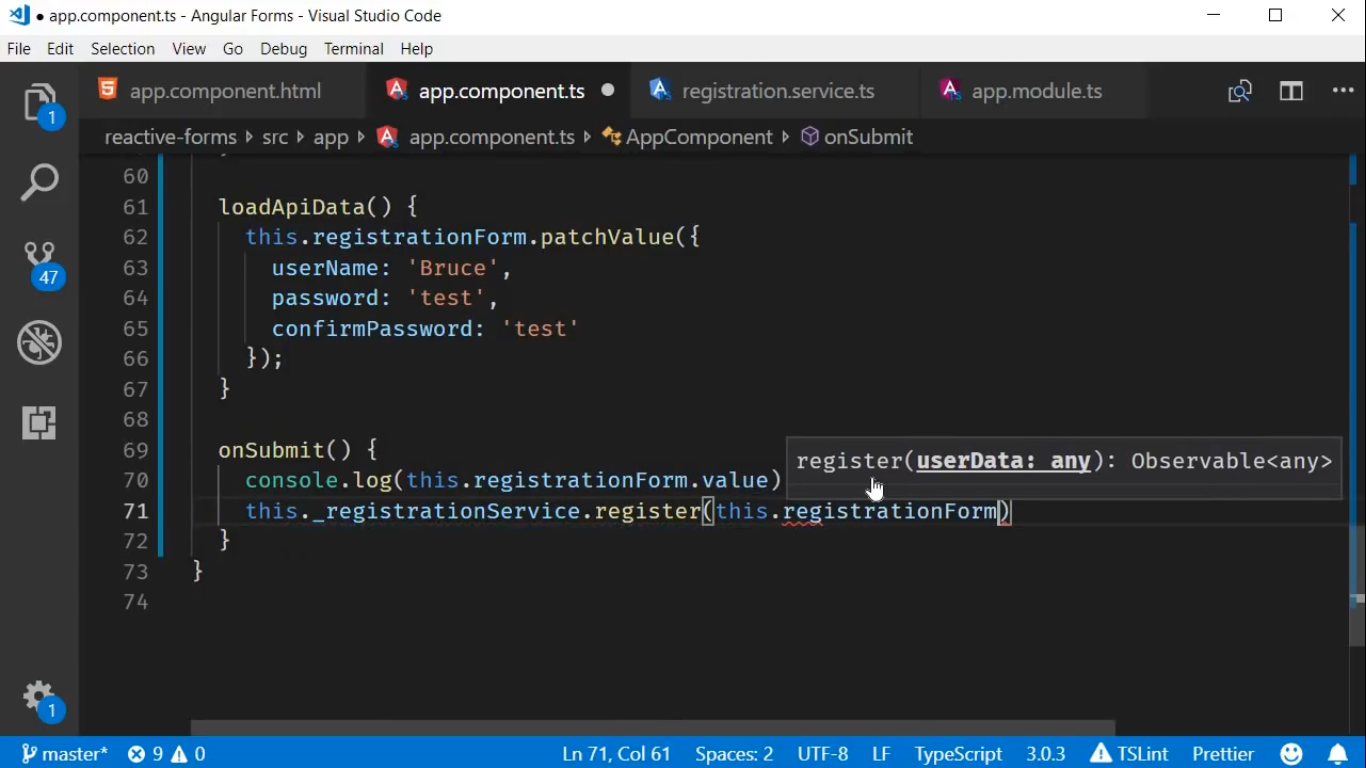 app.component.ts - Angular Forms - Visual Studio Code
File Edit Selection View Go Debug Terminal Help
app.component.html app.component.ts registration.service.ts app.module.ts
1
reactive-forms src app app.component.ts AppComponent onSubmit
60
61 loadApiData() {
62 this.registrationForm.patchValue({
63 userName: 'Bruce',
64 password: 'test',
65 confirmPassword: 'test'
66 });
67 }
68
69 onSubmit() {
70 console.log(this.registrationForm.value)
71 this._registrationService.register(this.registrationForm)
72 }
73 }
74
register(userData: any): Observable<any>
47
1
master* 9 0 Ln 71, Col 61 Spaces: 2 UTF-8 LF TypeScript 3.0.3 TSLint Prettier